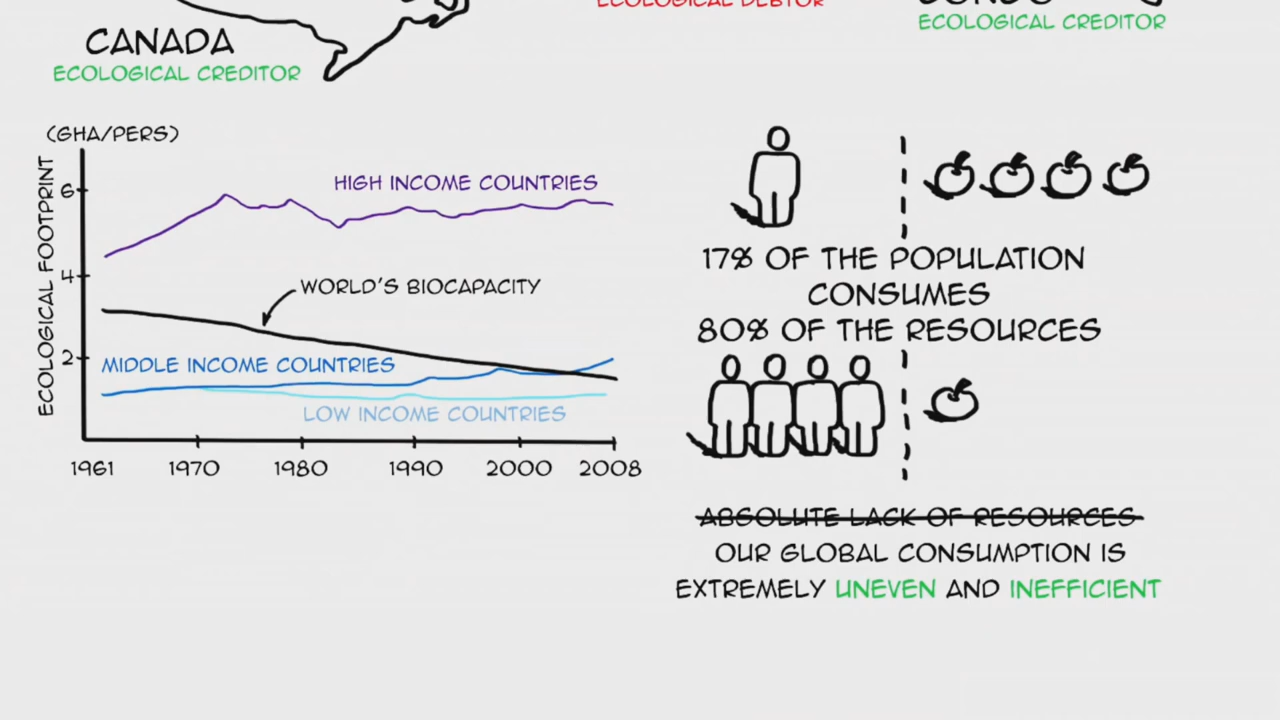 ECOLOGICAL DEBTOR
CANADA
ECOLOGICAL CREDITOR
ECOLOGICAL CREDITOR
(GHA/PERS)
ECOLOGICAL FOOTPRINT
6
4
2
HIGH INCOME COUNTRIES
WORLD'S BIOCAPACITY
MIDDLE INCOME COUNTRIES
LOW INCOME COUNTRIES
1961 1970 1980 1990 2000 2008
17% OF THE POPULATION
CONSUMES
80% OF THE RESOURCES
ABSOLUTE LACK OF RESOURCES
OUR GLOBAL CONSUMPTION IS
EXTREMELY UNEVEN AND INEFFICIENT